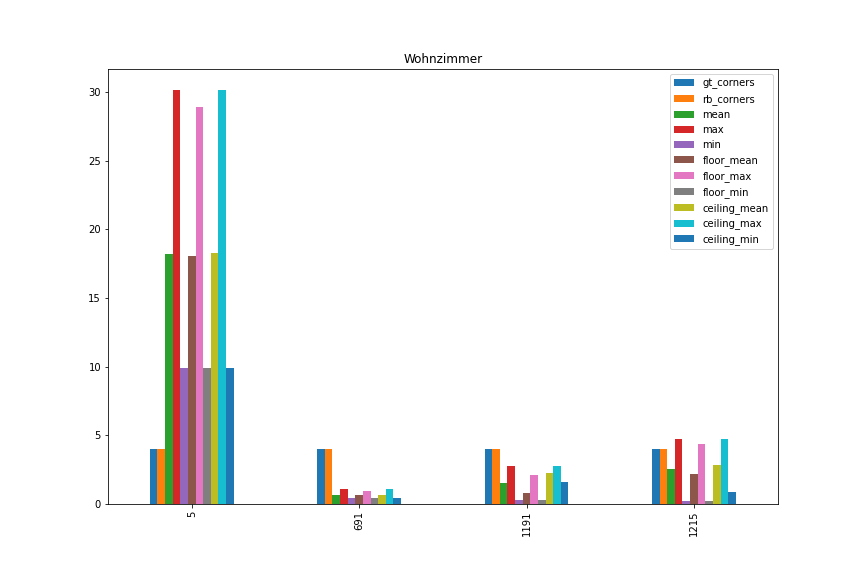 Wohnzimmer
30
25
20
15
10
5
0
gt_corners
rb_corners
mean
max
min
floor_mean
floor_max
floor_min
ceiling_mean
ceiling_max
ceiling_min
5
691
1191
1215